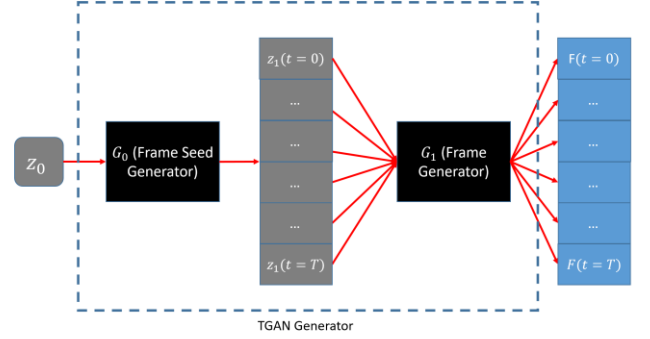 z₀
G₀ (Frame Seed
Generator)
z₁(t = 0)
...
...
...
...
z₁(t = T)
G₁ (Frame
Generator)
F(t = 0)
...
...
...
...
F(t = T)
TGAN Generator